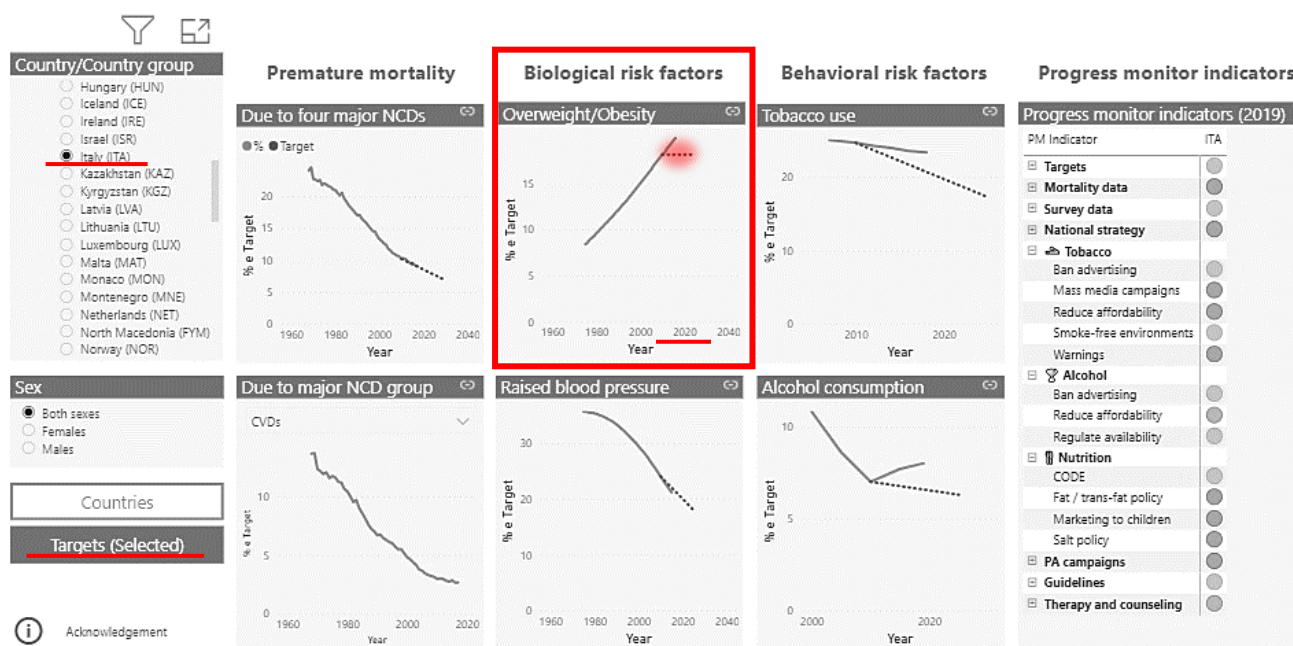 Country/Country group
Hungary (HUN)
Iceland (ICE)
Ireland (IRE)
Israel (ISR)
Italy (ITA)
Kazakhstan (KAZ)
Kyrgyzstan (KGZ)
Latvia (LVA)
Lithuania (LTU)
Luxembourg (LUX)
Malta (MAT)
Monaco (MON)
Montenegro (MNE)
Netherlands (NET)
North Macedonia (FYM)
Norway (NOR)
Sex
Both sexes
Females
Males
Countries
Targets (Selected)
Acknowledgement
Premature mortality
Due to four major NCDs
% Target
20
15
10
5
0
% e Target
1960 1980 2000 2020 2040
Year
Due to major NCD group
CVDs
10
5
0
% e Target
1960 1980 2000 2020
Year
Biological risk factors
Overweight/Obesity
15
10
5
0
% e Target
1960 1980 2000 2020 2040
Year
Raised blood pressure
30
20
10
0
% e Target
1960 1980 2000 2020 2040
Year
Behavioral risk factors
Tobacco use
20
10
0
% e Target
2010 2020
Year
Alcohol consumption
10
5
0
% e Target
2000 2020
Year
Progress monitor indicators
Progress monitor indicators (2019)
PM Indicator ITA
Targets
Mortality data
Survey data
National strategy
Tobacco
Ban advertising
Mass media campaigns
Reduce affordability
Smoke-free environments
Warnings
Alcohol
Ban advertising
Reduce affordability
Regulate availability
Nutrition
CODE
Fat / trans-fat policy
Marketing to children
Salt policy
PA campaigns
Guidelines
Therapy and counseling